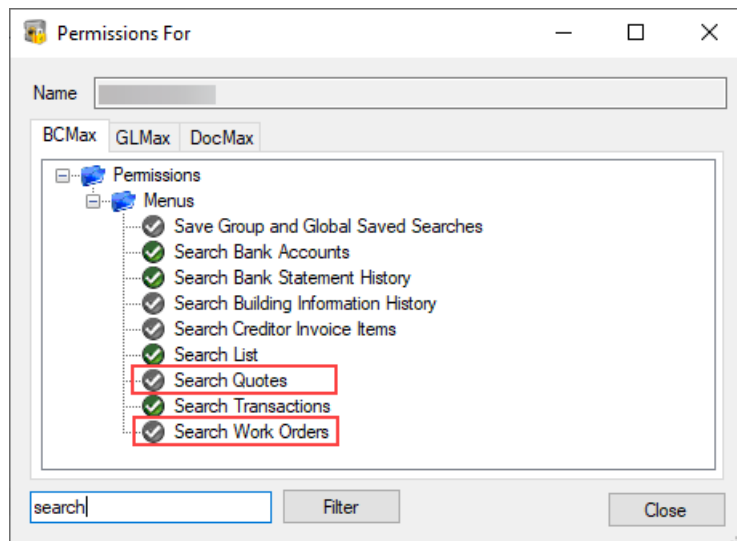 Permissions For
Name
BCMax GLMax DocMax
Permissions
Menus
Save Group and Global Saved Searches
Search Bank Accounts
Search Bank Statement History
Search Building Information History
Search Creditor Invoice Items
Search List
Search Quotes
Search Transactions
Search Work Orders
search Filter Close